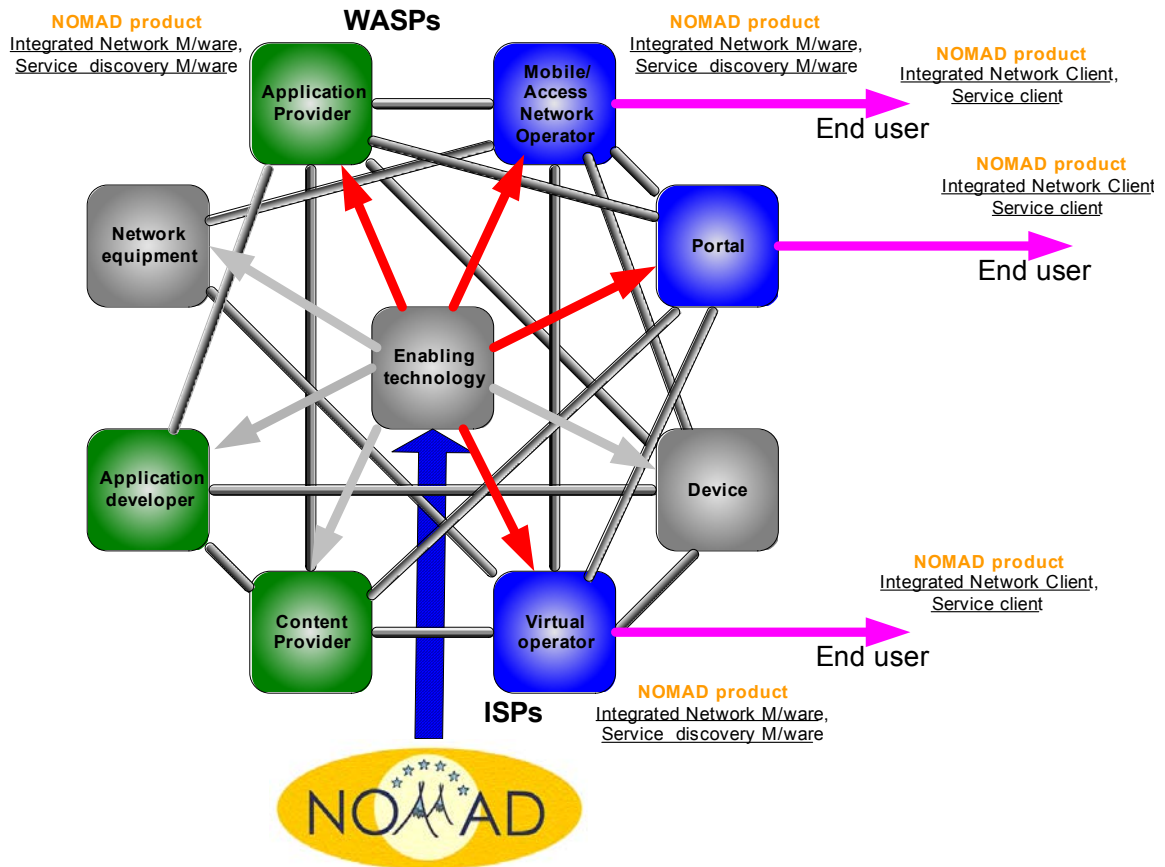 NOMAD product
Integrated Network M/ware,
Service discovery M/ware
WASPs
NOMAD product
Integrated Network M/ware,
Service discovery M/ware
NOMAD product
Integrated Network Client,
Service client
Application
Provider
Mobile/
Access
Network
Operator
End user
NOMAD product
Integrated Network Client
Service client
Network
equipment
Portal
End user
Enabling
technology
Application
developer
Device
NOMAD product
Integrated Network Client,
Service client
Content
Provider
Virtual
operator
End user
ISPs
NOMAD product
Integrated Network M/ware,
Service discovery M/ware
NOMAD